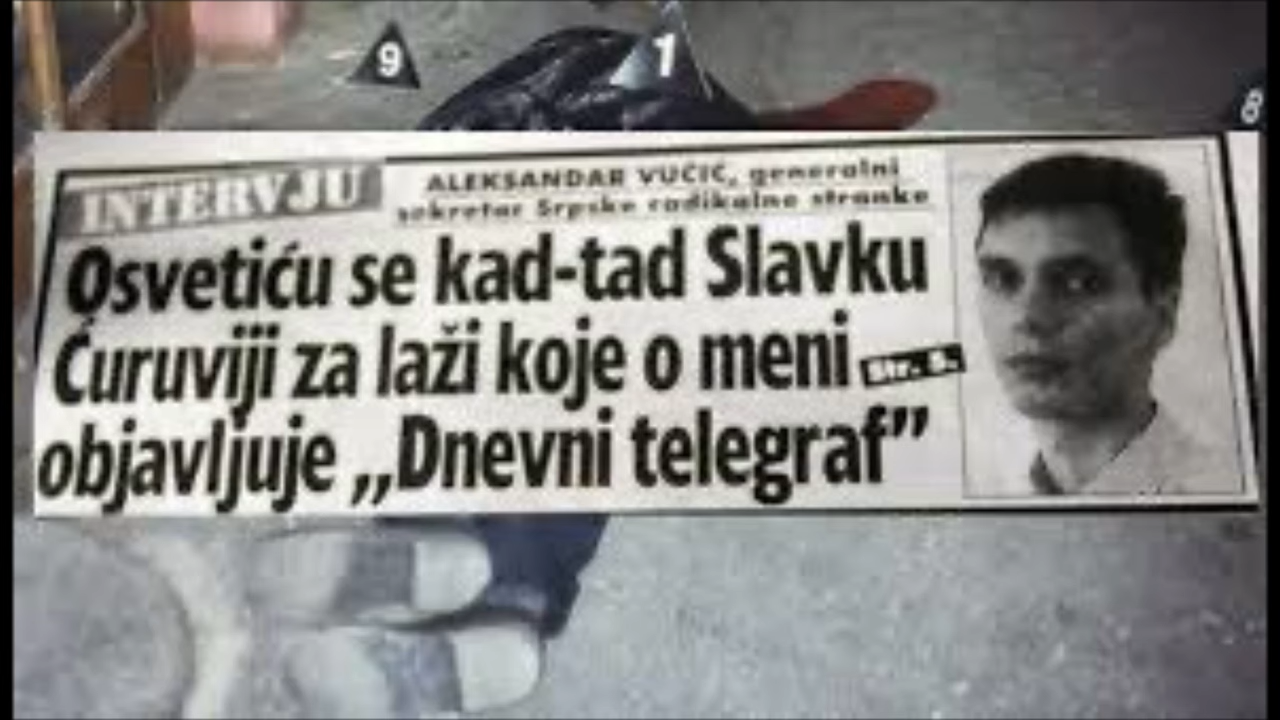 9
1
8
INTERVJU
ALEKSANDAR VUČIĆ, generalni
sekretar Srpske radikalne stranke
Osvetiću se kad-tad Slavku
Ćuruviji za laži koje o meni
Str. 8.
objavljuje „Dnevni telegraf”